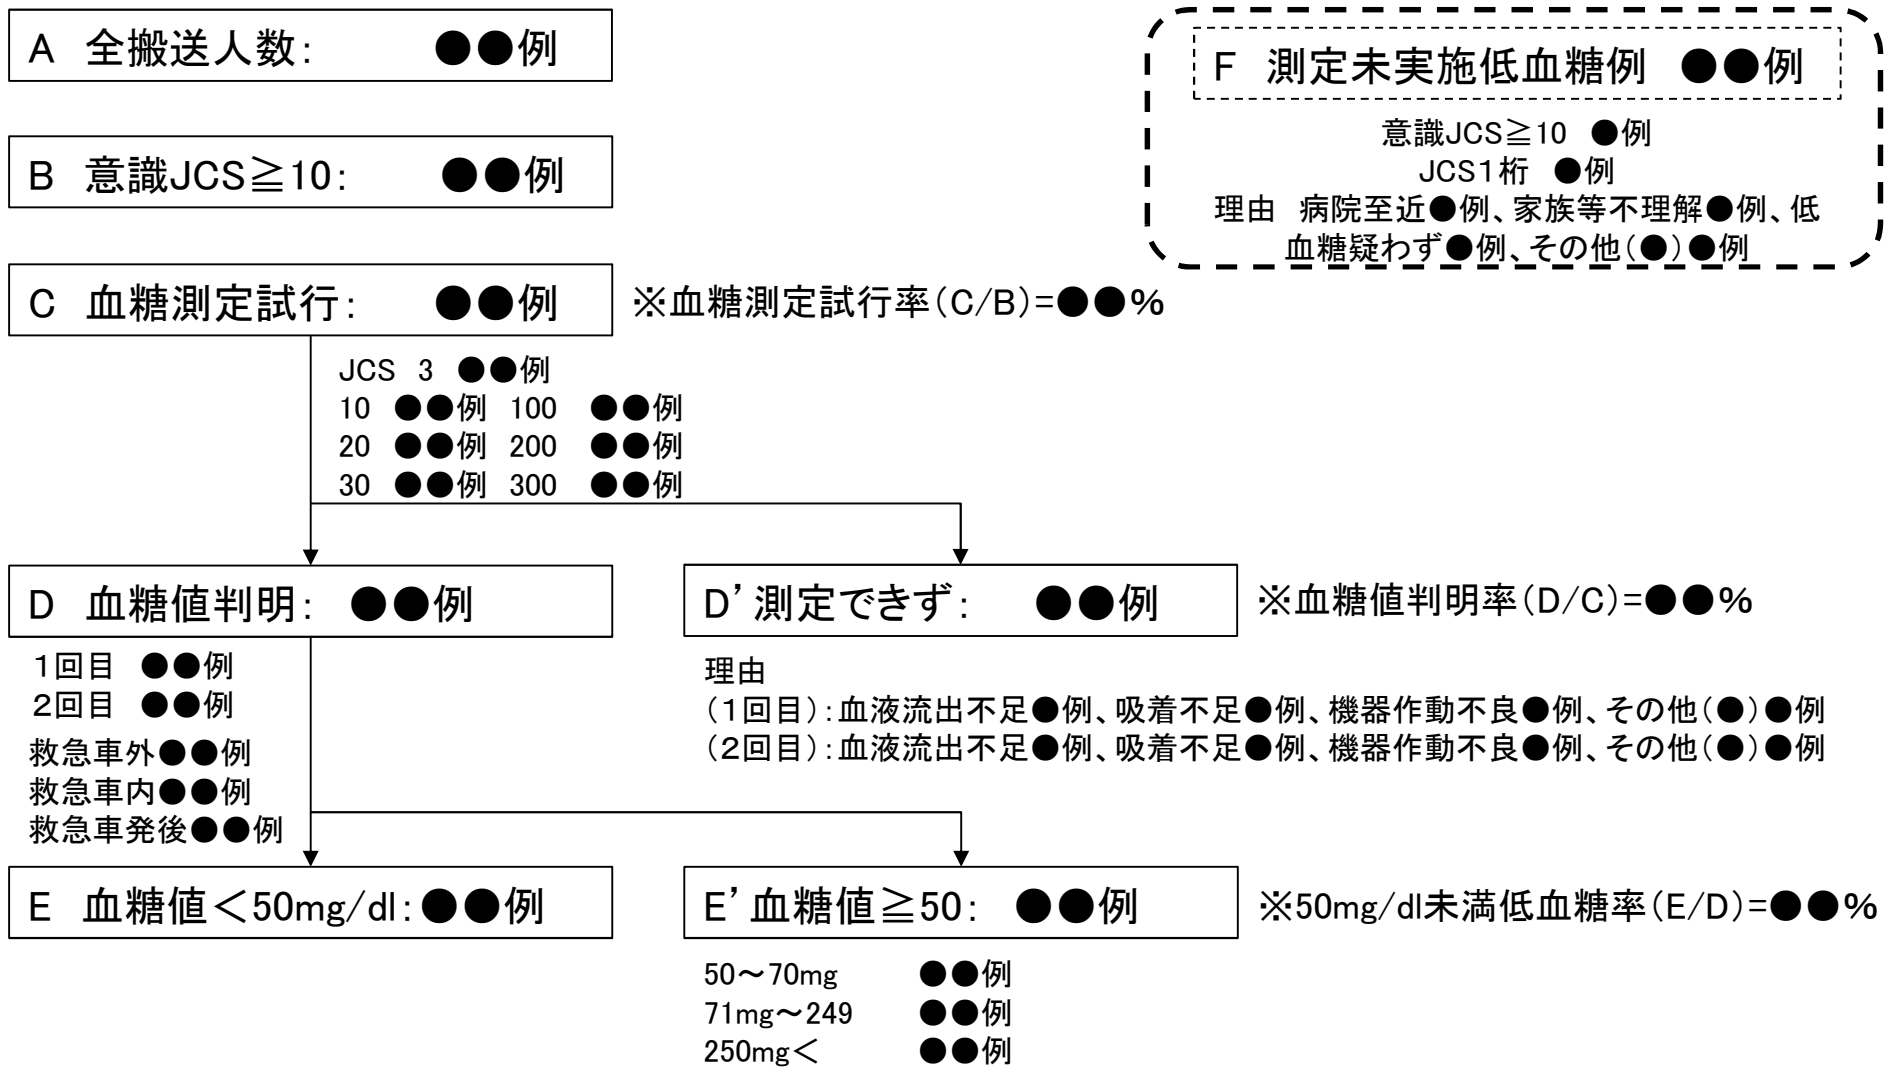 A 全搬送人数： ●●例
F 測定未実施低血糖例 ●●例
意識JCS≧10 ●例
JCS１桁 ●例
理由 病院至近●例、家族等不理解●例、低
血糖疑わず●例、その他（●）●例
B 意識JCS≧10： ●●例
C 血糖測定試行： ●●例
※血糖測定試行率（C/B）=●●%
JCS 3 ●●例
10 ●●例 100 ●●例
20 ●●例 200 ●●例
30 ●●例 300 ●●例
D 血糖値判明： ●●例
D’測定できず： ●●例
※血糖値判明率（D/C）=●●%
１回目 ●●例
２回目 ●●例
救急車外●●例
救急車内●●例
救急車発後●●例
理由
（１回目）：血液流出不足●例、吸着不足●例、機器作動不良●例、その他（●）●例
（２回目）：血液流出不足●例、吸着不足●例、機器作動不良●例、その他（●）●例
E 血糖値＜50mg/dl：●●例
E’血糖値≧50： ●●例
※50mg/dl未満低血糖率（E/D）=●●%
50～70mg ●●例
71mg～249 ●●例
250mg＜ ●●例